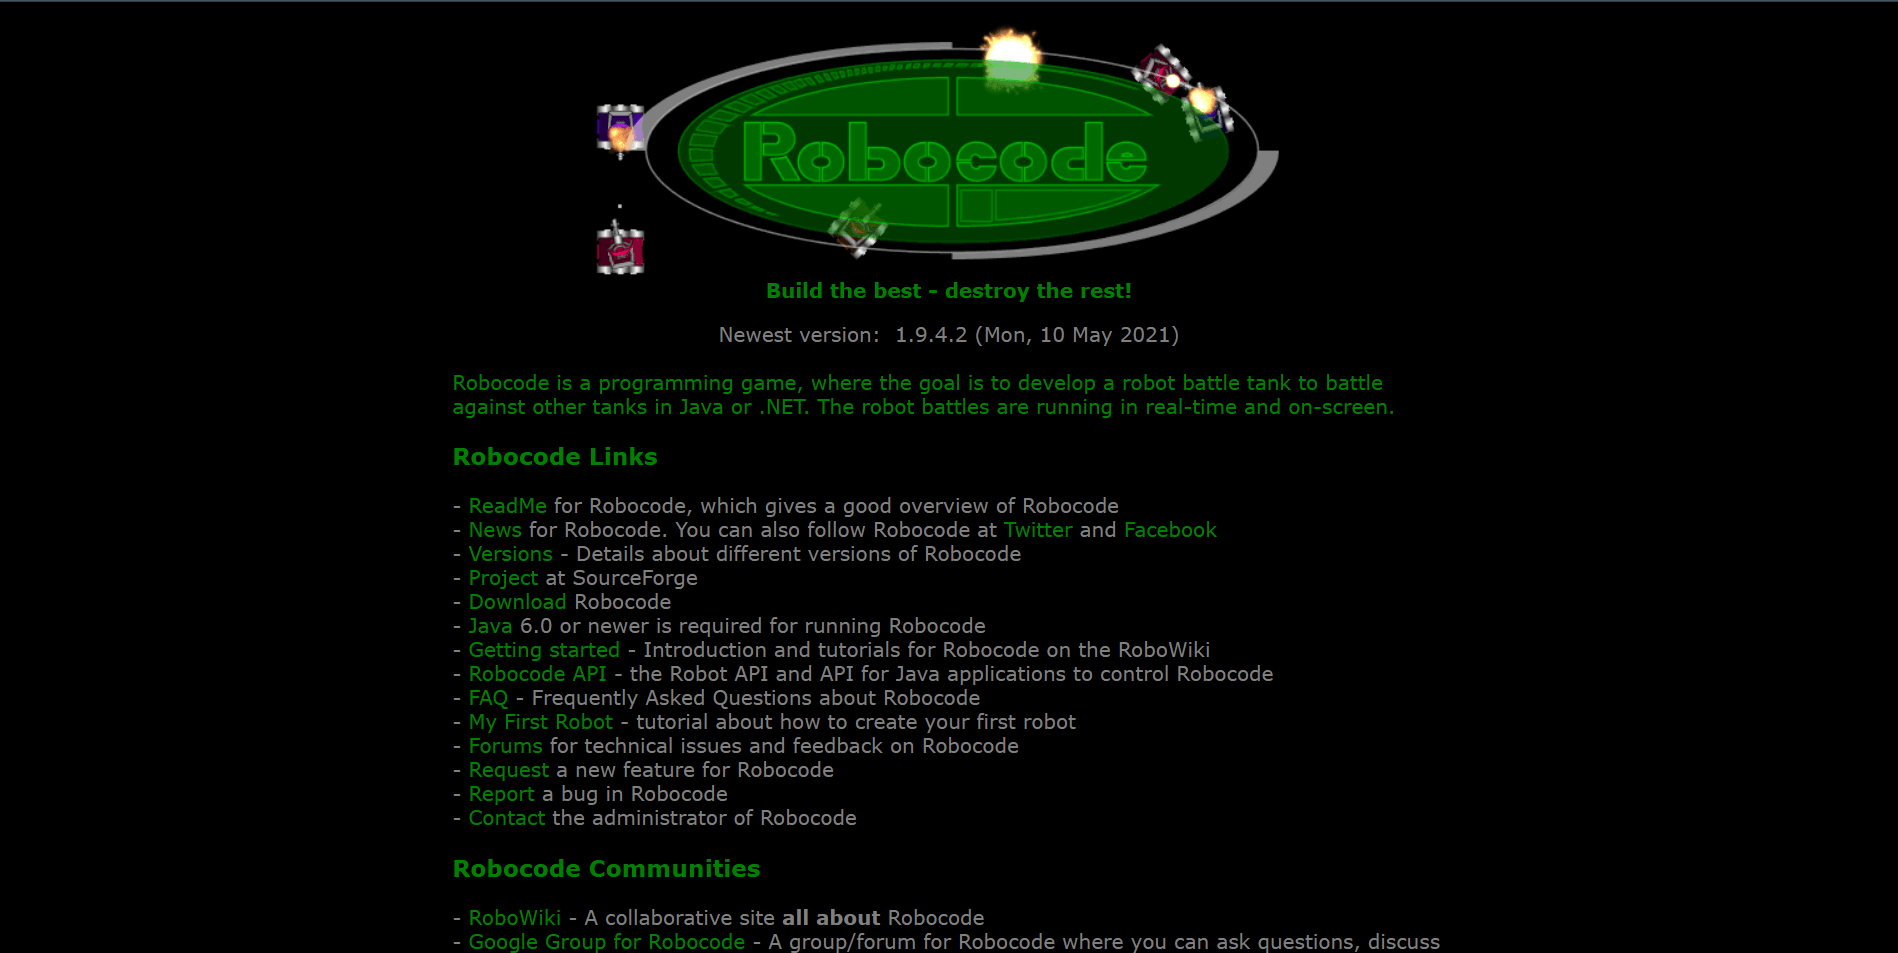 Robocode
Build the best - destroy the rest!
Newest version: 1.9.4.2 (Mon, 10 May 2021)
Robocode is a programming game, where the goal is to develop a robot battle tank to battle
against other tanks in Java or .NET. The robot battles are running in real-time and on-screen.
Robocode Links
- ReadMe for Robocode, which gives a good overview of Robocode
- News for Robocode. You can also follow Robocode at Twitter and Facebook
- Versions - Details about different versions of Robocode
- Project at SourceForge
- Download Robocode
- Java 6.0 or newer is required for running Robocode
- Getting started - Introduction and tutorials for Robocode on the RoboWiki
- Robocode API - the Robot API and API for Java applications to control Robocode
- FAQ - Frequently Asked Questions about Robocode
- My First Robot - tutorial about how to create your first robot
- Forums for technical issues and feedback on Robocode
- Request a new feature for Robocode
- Report a bug in Robocode
- Contact the administrator of Robocode
Robocode Communities
- RoboWiki - A collaborative site all about Robocode
- Google Group for Robocode - A group/forum for Robocode where you can ask questions, discuss